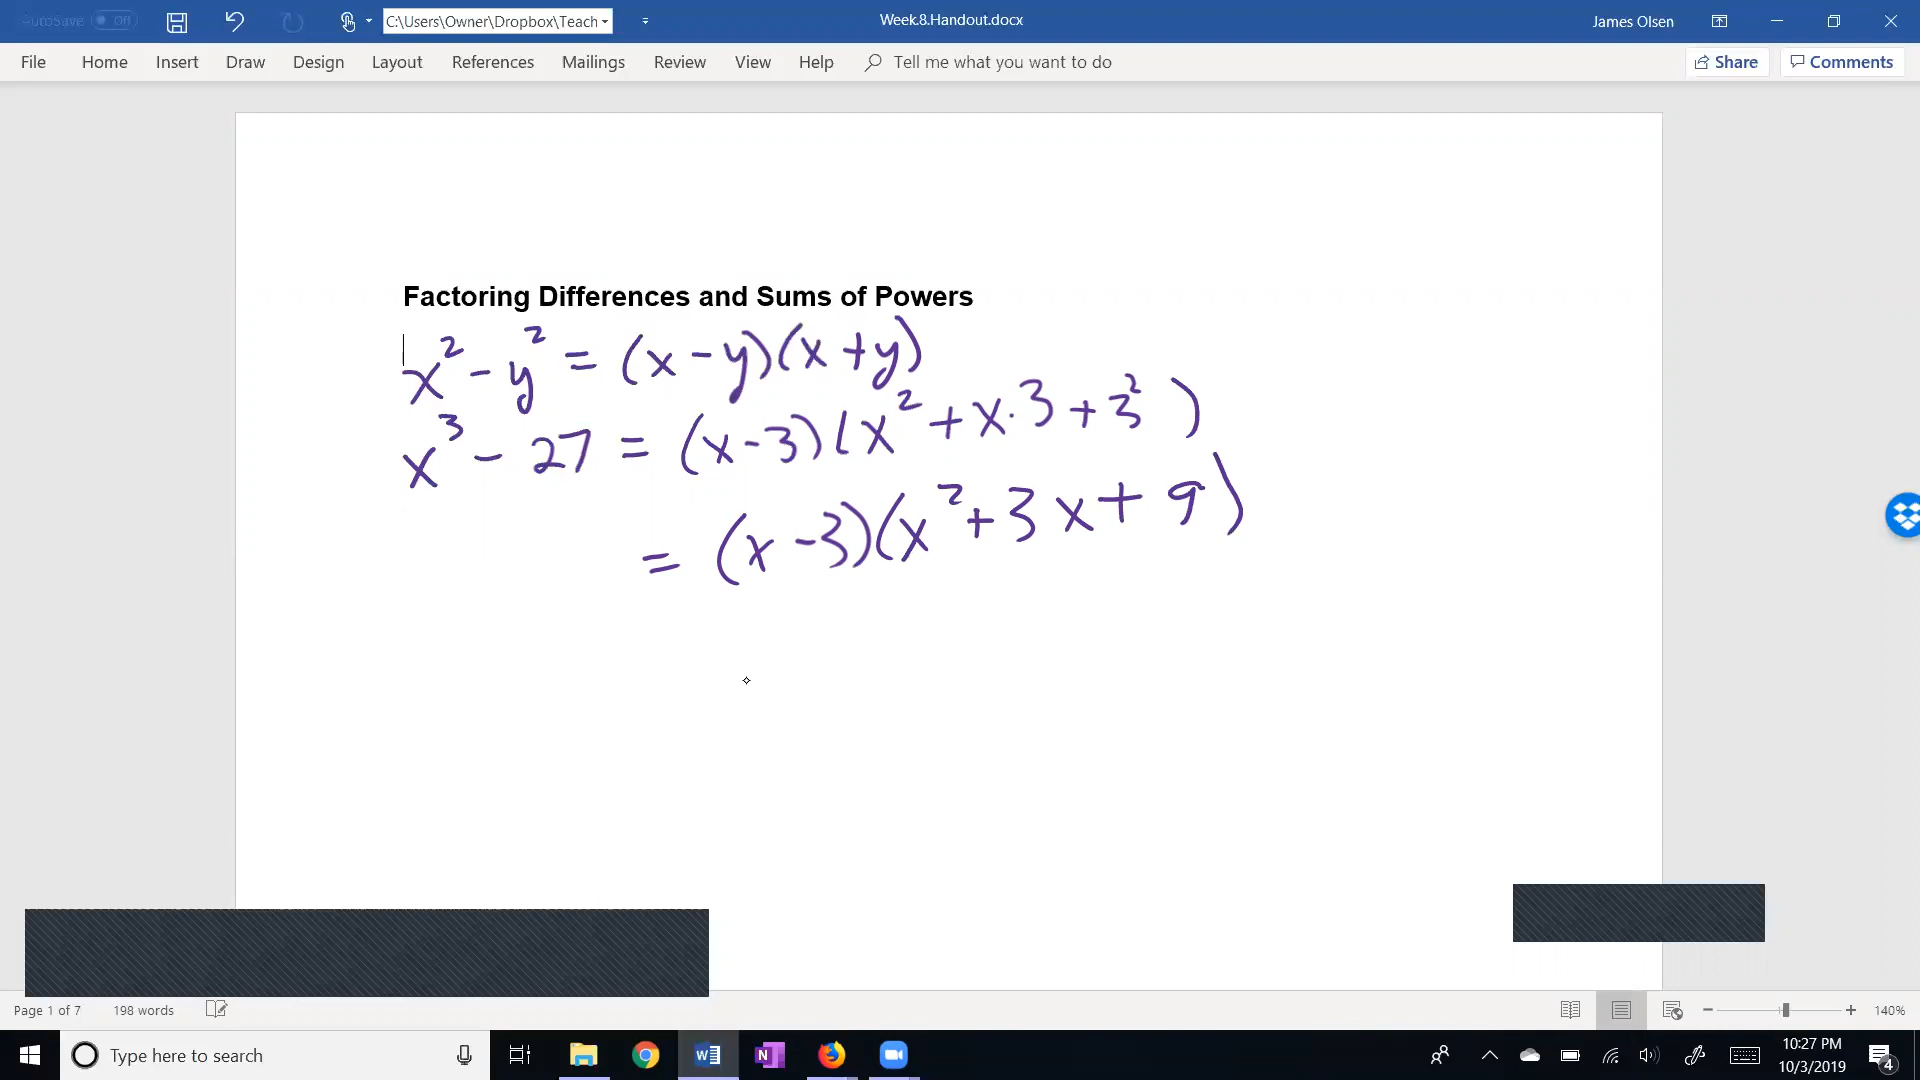 AutoSave Off C:\Users\Owner\Dropbox\Teach Week.8.Handout.docx James Olsen
File Home Insert Draw Design Layout References Mailings Review View Help Tell me what you want to do Share Comments
Factoring Differences and Sums of Powers
x² - y² = (x - y)(x + y)
x³ - 27 = (x-3)(x² + x·3 + 3²)
= (x-3)(x² + 3x + 9)
Page 1 of 7 198 words 140%
Type here to search 10:27 PM
10/3/2019 4